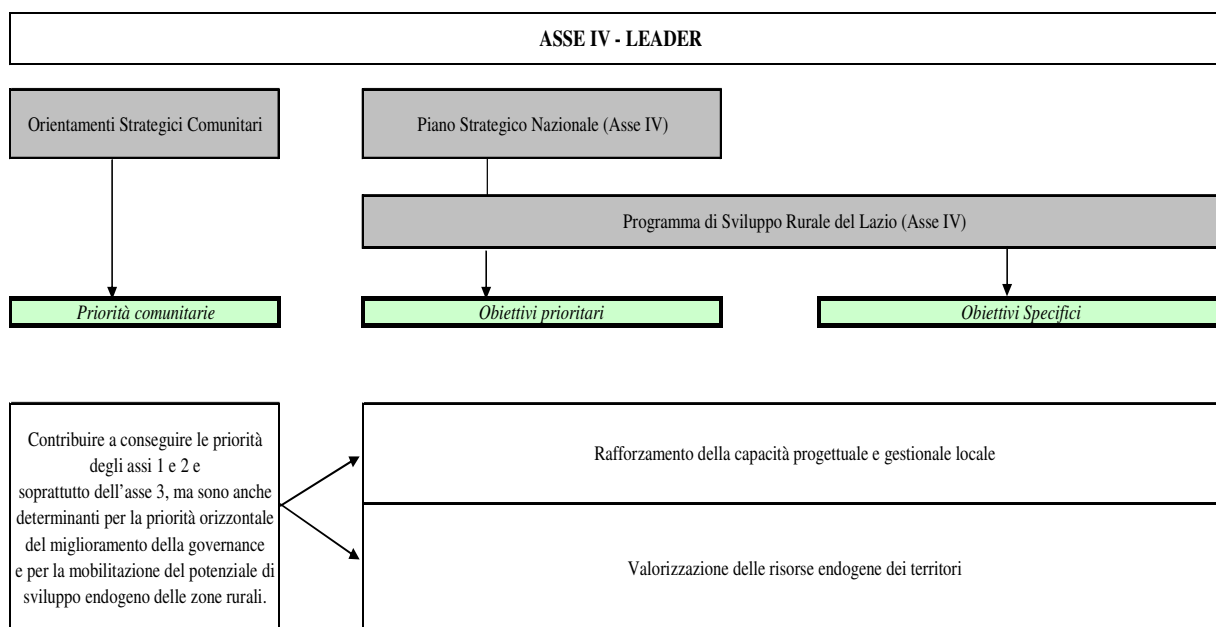 ASSE IV - LEADER
Orientamenti Strategici Comunitari
Piano Strategico Nazionale (Asse IV)
Programma di Sviluppo Rurale del Lazio (Asse IV)
Priorità comunitarie
Obiettivi prioritari
Obiettivi Specifici
Contribuire a conseguire le priorità
degli assi 1 e 2 e
soprattutto dell'asse 3, ma sono anche
determinanti per la priorità orizzontale
del miglioramento della governance
e per la mobilitazione del potenziale di
sviluppo endogeno delle zone rurali.
Rafforzamento della capacità progettuale e gestionale locale
Valorizzazione delle risorse endogene dei territori